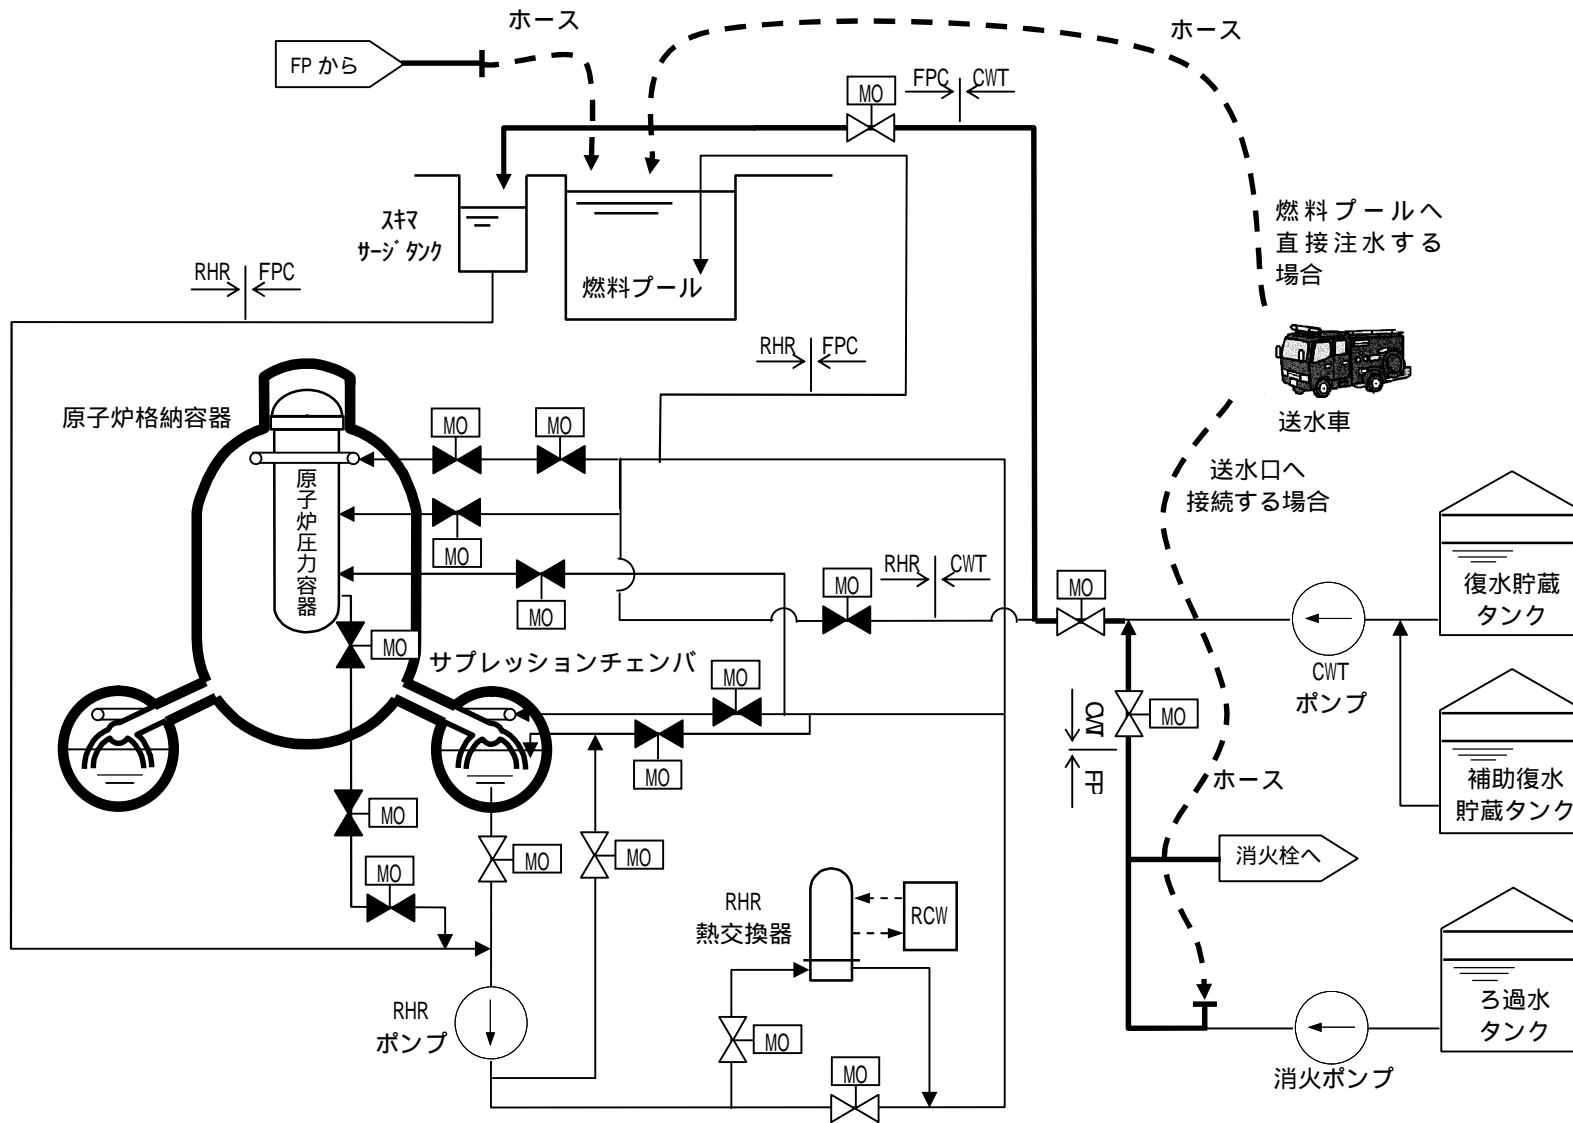 ホース
ホース
FP から
MO
FPC
CWT
スキマ
サージタンク
燃料プール
燃料プールへ
直接注水する
場合
RHR
FPC
RHR
FPC
送水車
原子炉格納容器
MO
MO
原子炉圧力容器
送水口へ
接続する場合
MO
MO
MO
RHR
CWT
MO
復水貯蔵
タンク
MO
サプレッションチェンバ
MO
CWT
ポンプ
CWT
FP
MO
MO
ホース
補助復水
貯蔵タンク
MO
MO
MO
消火栓へ
MO
RHR
熱交換器
RCW
ろ過水
タンク
RHR
ポンプ
MO
MO
消火ポンプ